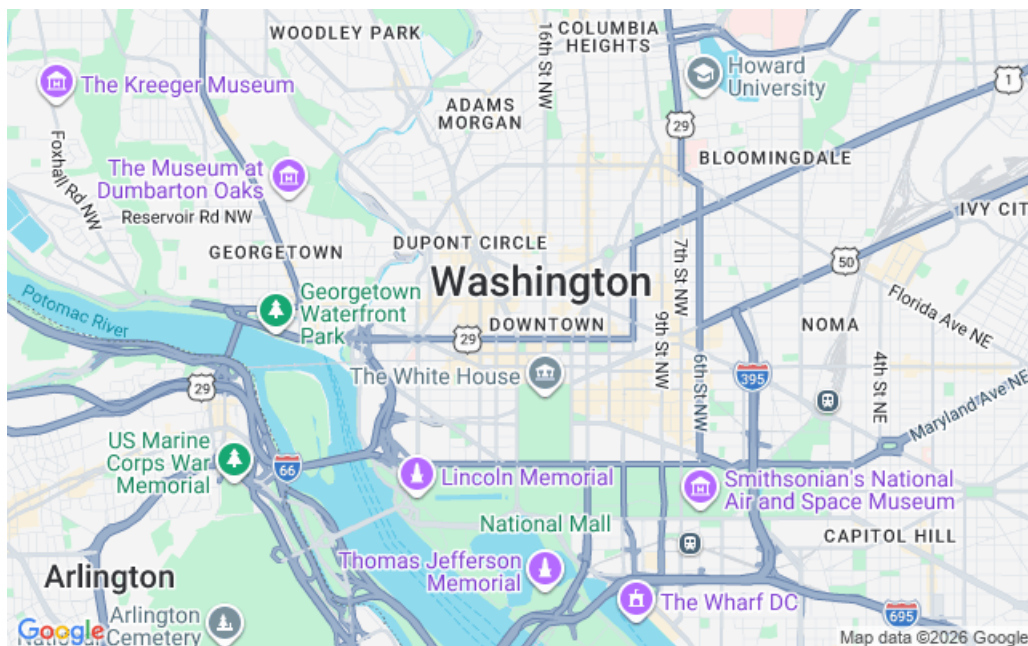 WOODLEY PARK
16th St NW
COLUMBIA
HEIGHTS
Howard
University
1
The Kreeger Museum
ADAMS
MORGAN
29
Foxhall Rd NW
The Museum at
Dumbarton Oaks
BLOOMINGDALE
Reservoir Rd NW
IVY CIT
GEORGETOWN
DUPONT CIRCLE
7th St NW
50
Washington
Potomac River
Georgetown
Waterfront
Park
29
DOWNTOWN
9th St NW
NOMA
Florida Ave NE
The White House
6th St NW
395
4th St NE
29
Maryland Ave NE
US Marine
Corps War
Memorial
66
Lincoln Memorial
Smithsonian's National
Air and Space Museum
National Mall
CAPITOL HILL
Thomas Jefferson
Memorial
Arlington
The Wharf DC
695
Arlington
National Cemetery
Google
Map data ©2026 Google